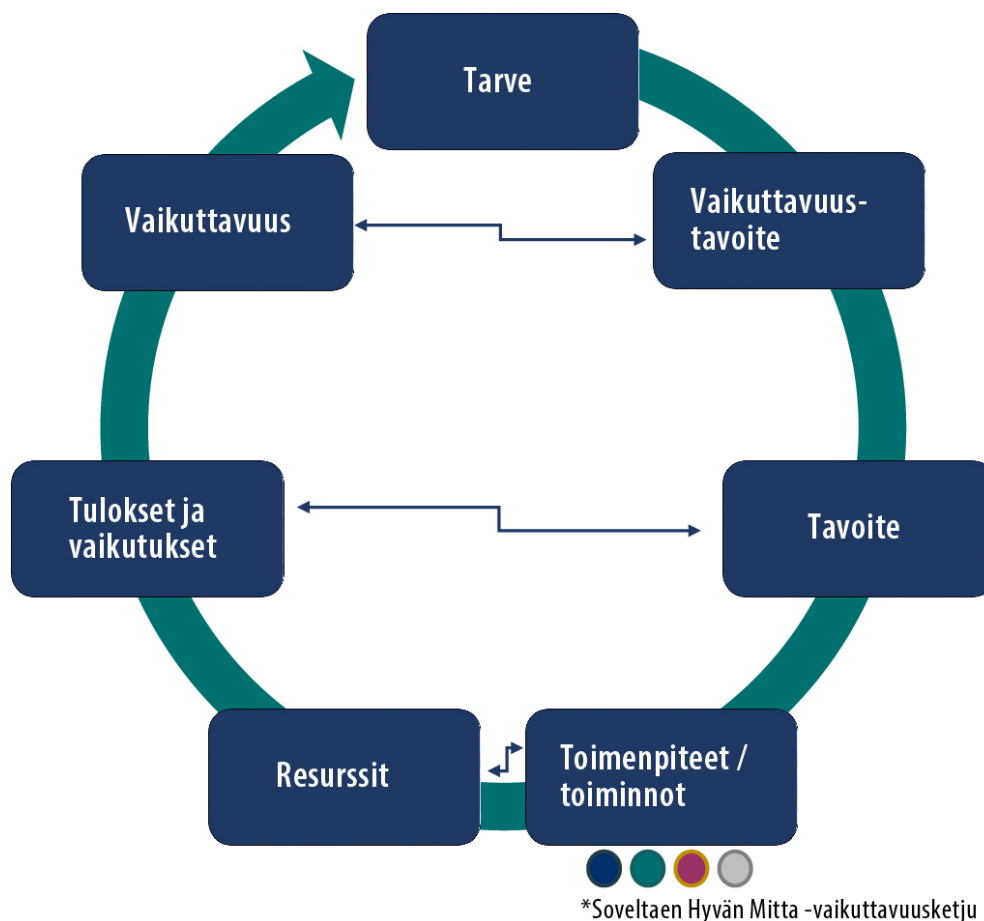 Tarve
Vaikuttavuus-
tavoite
Tavoite
Toimenpiteet /
toiminnot
Resurssit
Tulokset ja
vaikutukset
Vaikuttavuus
*Soveltaen Hyvän Mitta -vaikuttavuusketju